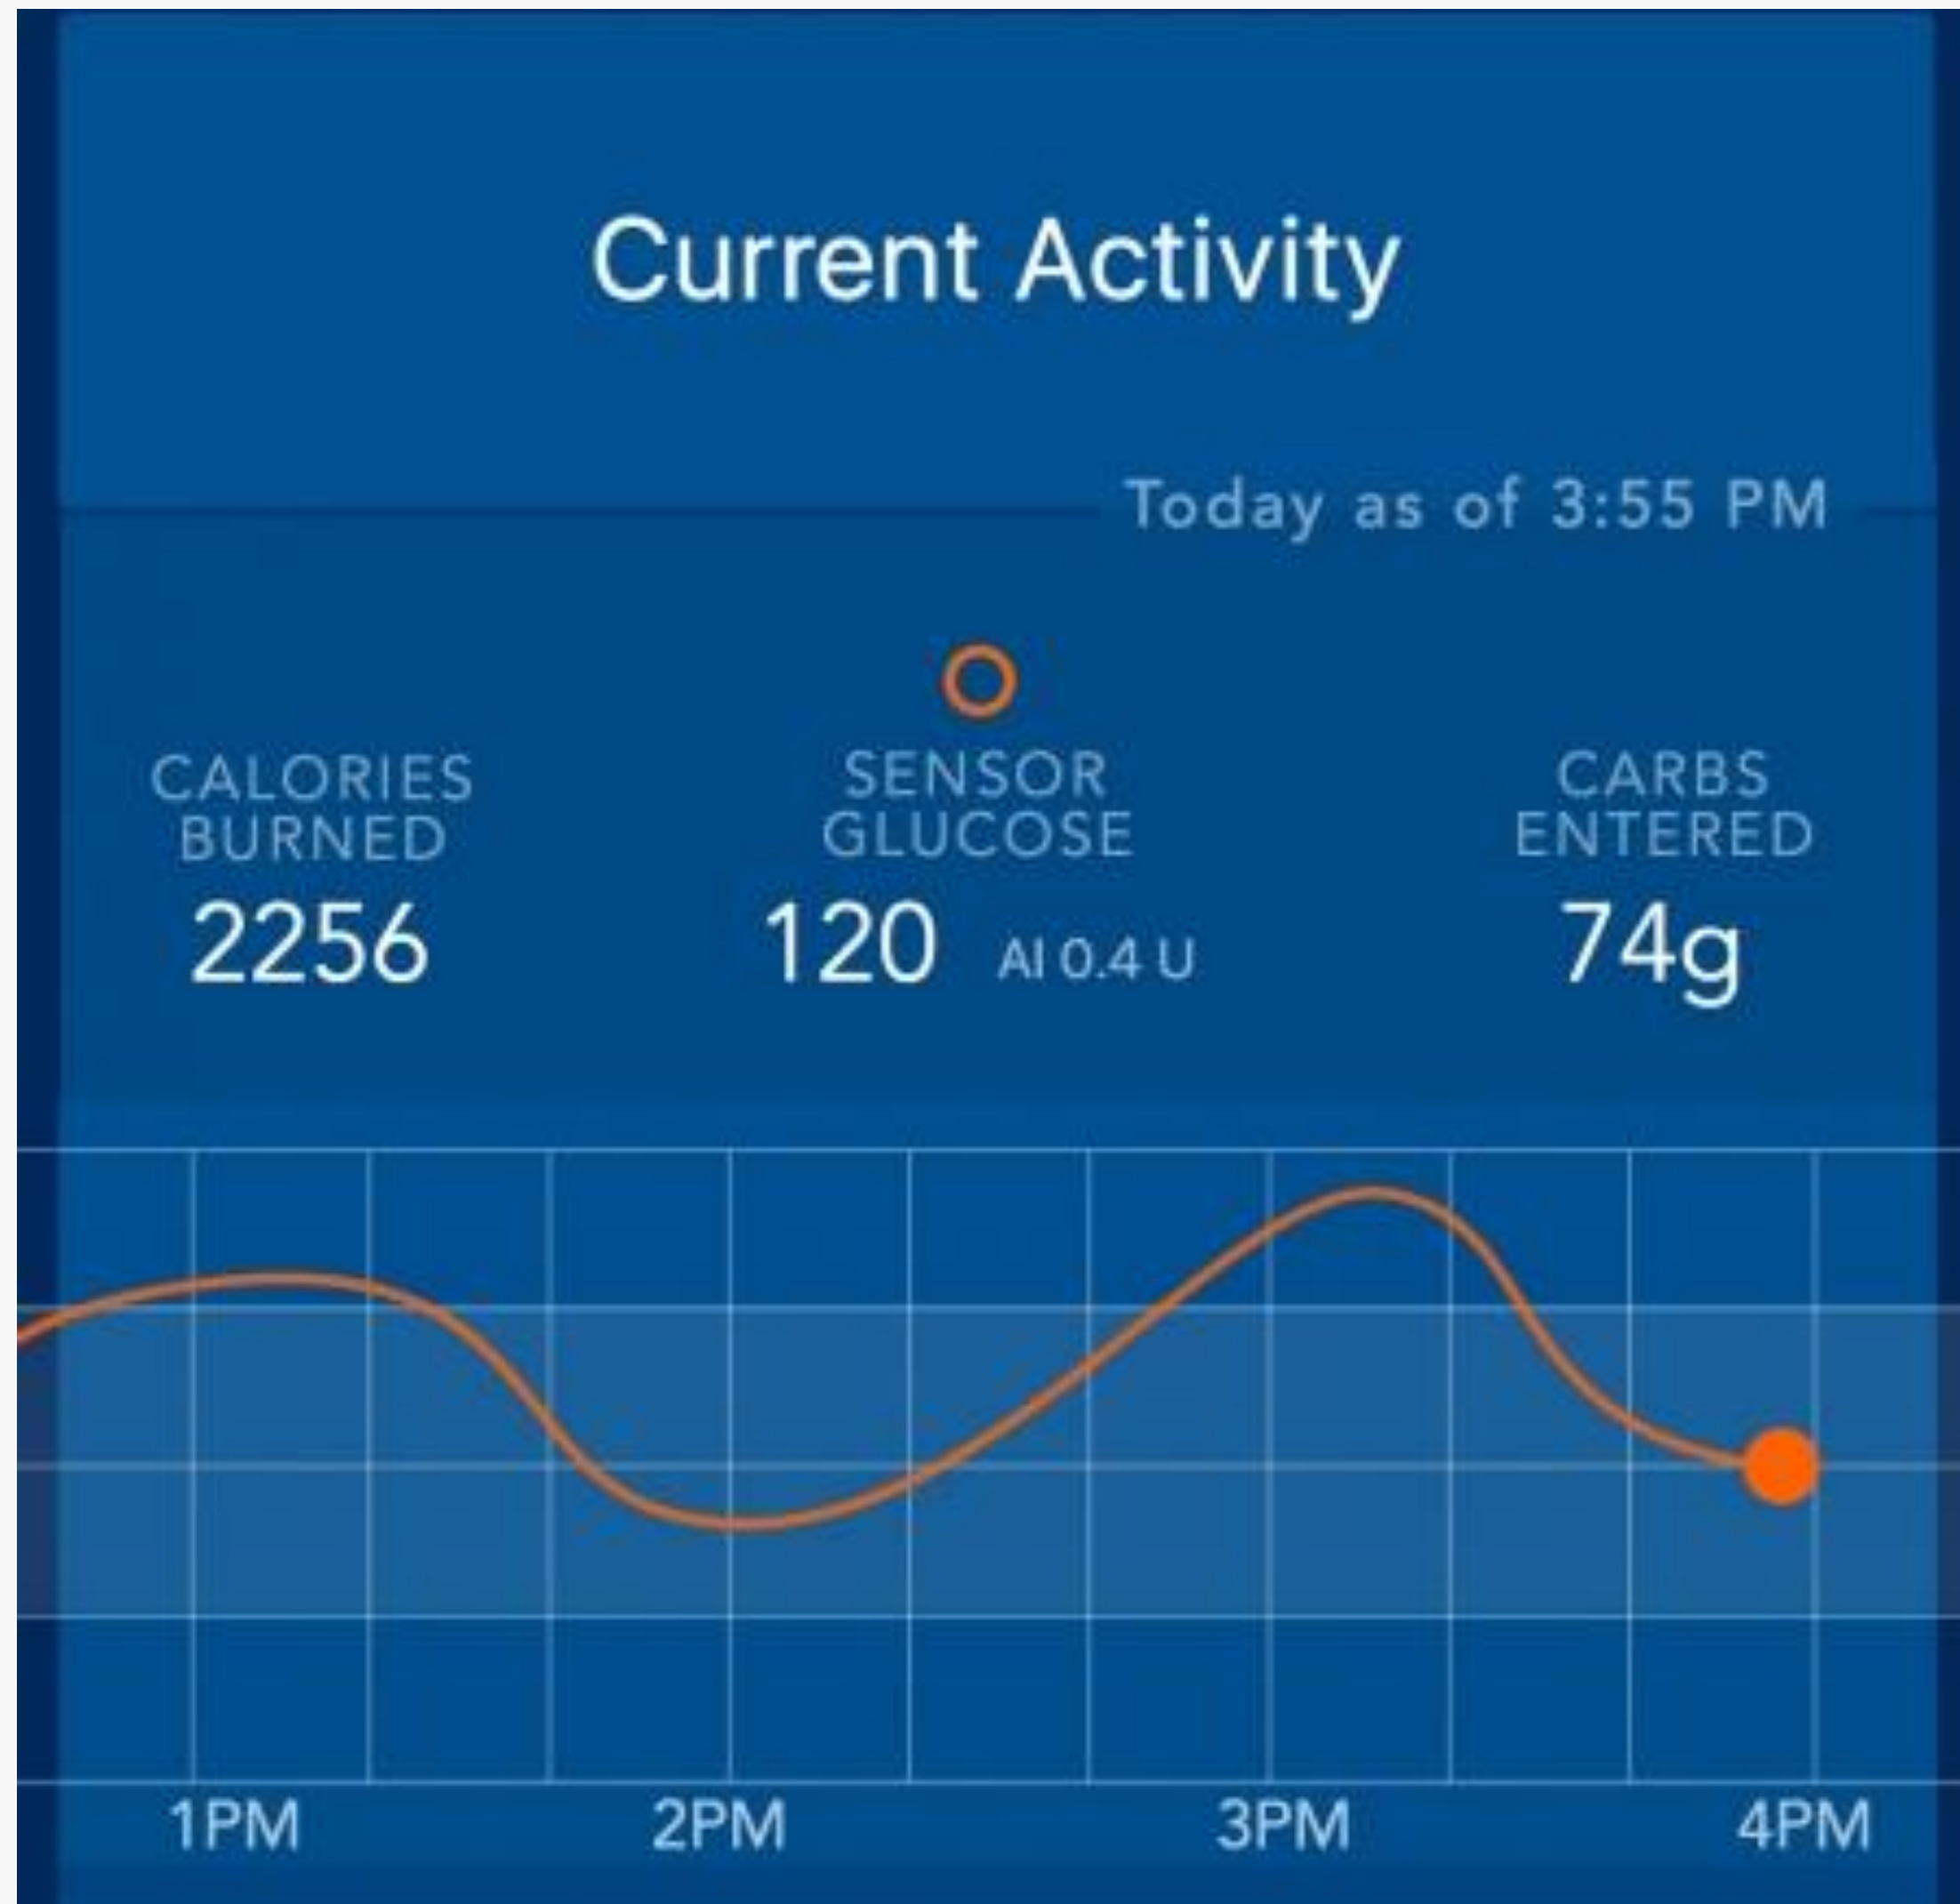 Current Activity
Today as of 3:55 PM
CALORIES
BURNED
2256
SENSOR
GLUCOSE
120 AI 0.4 U
CARBS
ENTERED
74g
1PM 2PM 3PM 4PM